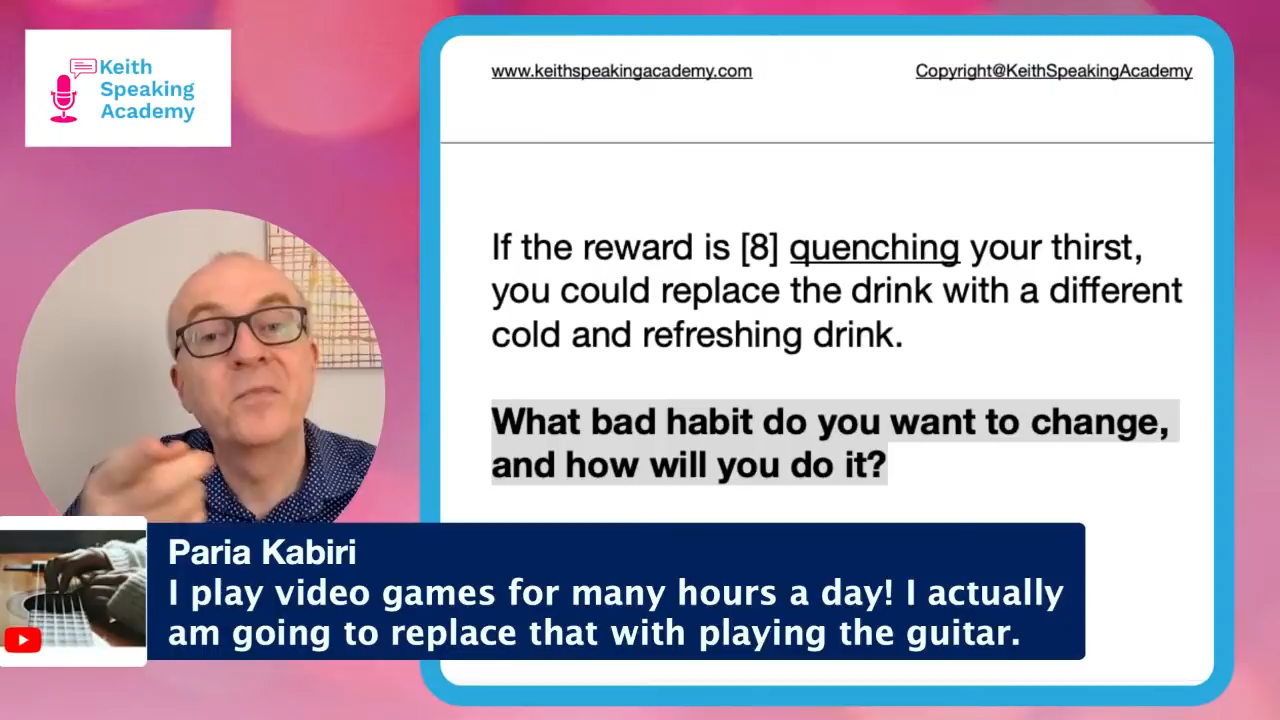 Keith
Speaking
Academy
www.keithspeakingacademy.com
Copyright@KeithSpeakingAcademy
If the reward is [8] quenching your thirst,
you could replace the drink with a different
cold and refreshing drink.
What bad habit do you want to change,
and how will you do it?
Paria Kabiri
I play video games for many hours a day! I actually
am going to replace that with playing the guitar.